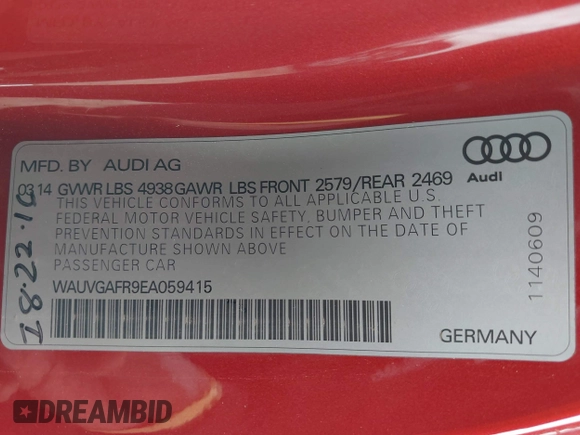 MFD. BY AUDI AG
03 14 GVWR LBS 4938 GAWR LBS FRONT 2579/REAR 2469
THIS VEHICLE CONFORMS TO ALL APPLICABLE U.S.
FEDERAL MOTOR VEHICLE SAFETY, BUMPER AND THEFT
PREVENTION STANDARDS IN EFFECT ON THE DATE OF
MANUFACTURE SHOWN ABOVE
PASSENGER CAR
WAUVGAFR9EA059415
Audi
1140609
GERMANY
DREAMBID